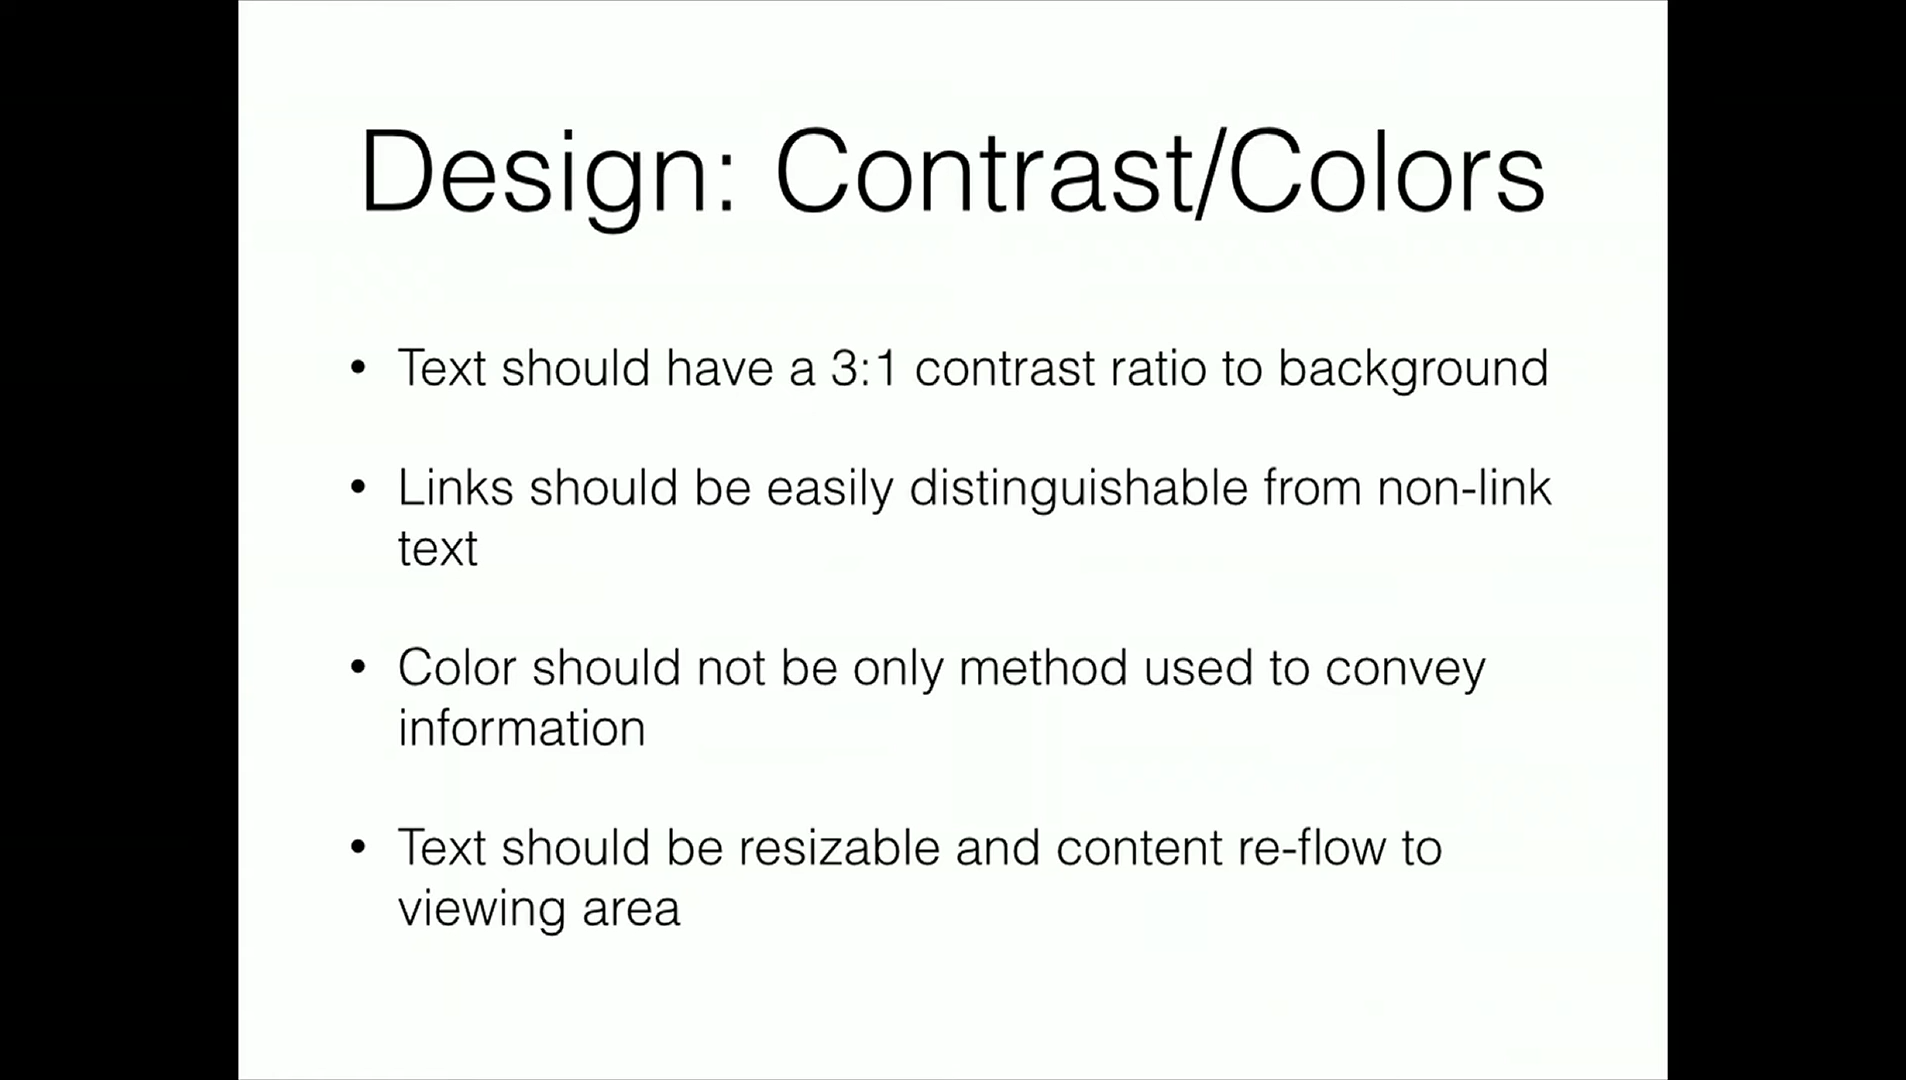 Design: Contrast/Colors
• Text should have a 3:1 contrast ratio to background
• Links should be easily distinguishable from non-link
text
• Color should not be only method used to convey
information
• Text should be resizable and content re-flow to
viewing area